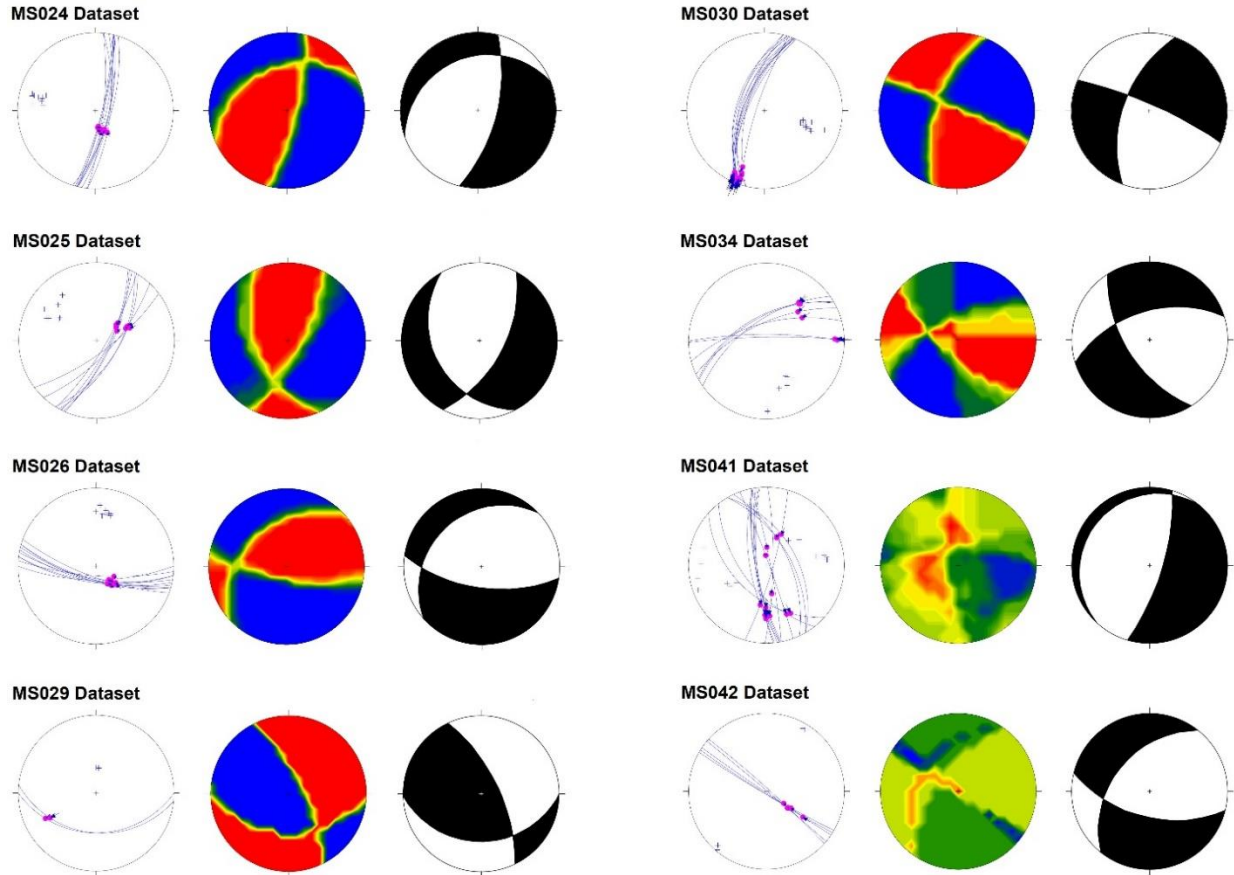 MS024 Dataset
MS030 Dataset
MS025 Dataset
MS034 Dataset
MS026 Dataset
MS041 Dataset
MS029 Dataset
MS042 Dataset